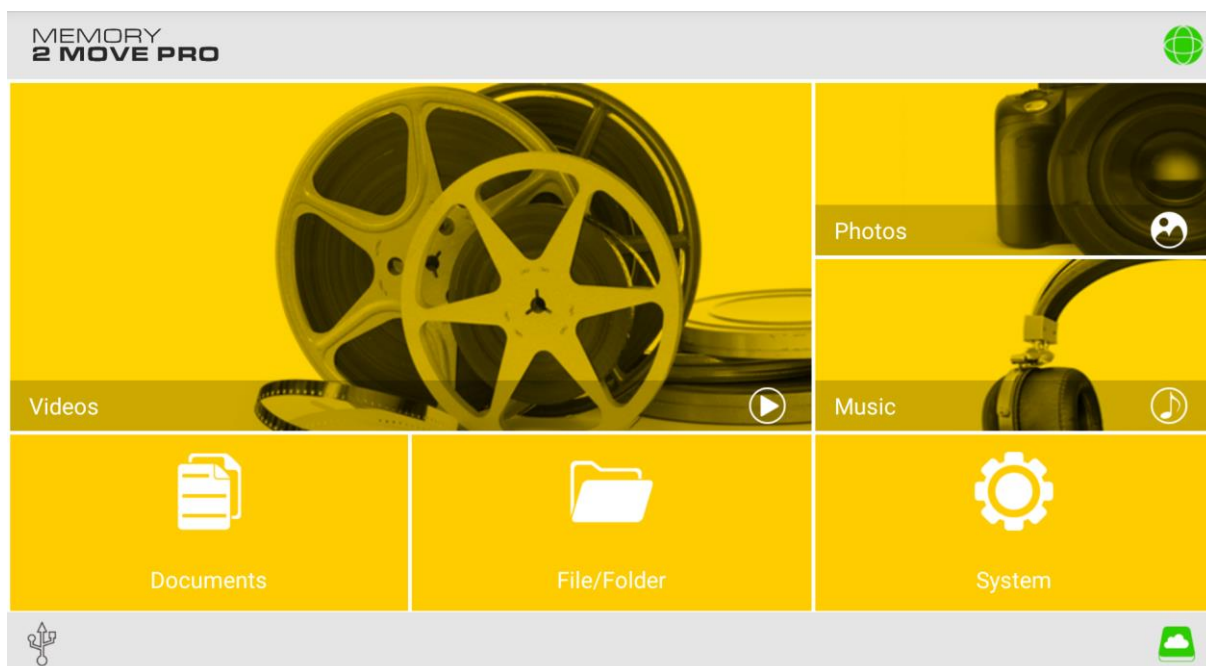 MEMORY
2 MOVE PRO
Photos
Videos
Music
Documents
File/Folder
System